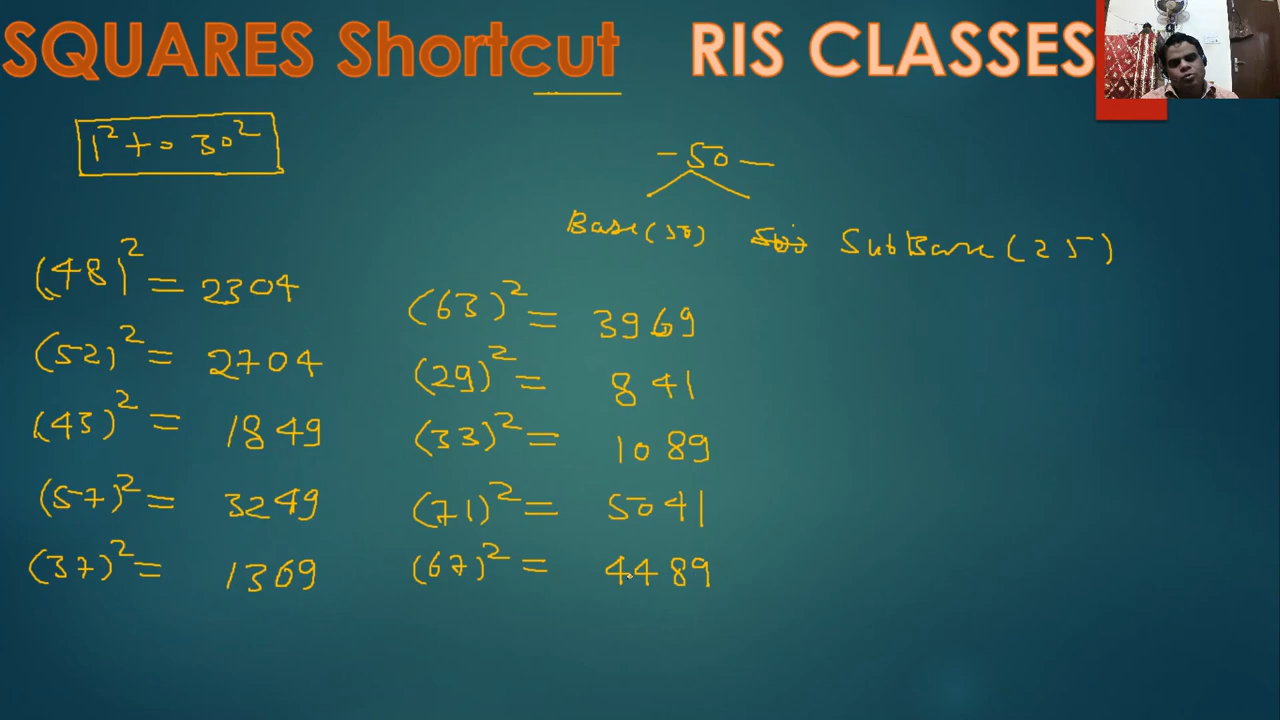 SQUARES Shortcut RIS CLASSES
1² to 30²
- 50 -
Base (50) SubBase (25)
(48)² = 2304
(52)² = 2704
(43)² = 1849
(57)² = 3249
(37)² = 1369
(63)² = 3969
(29)² = 841
(33)² = 1089
(71)² = 5041
(67)² = 4489